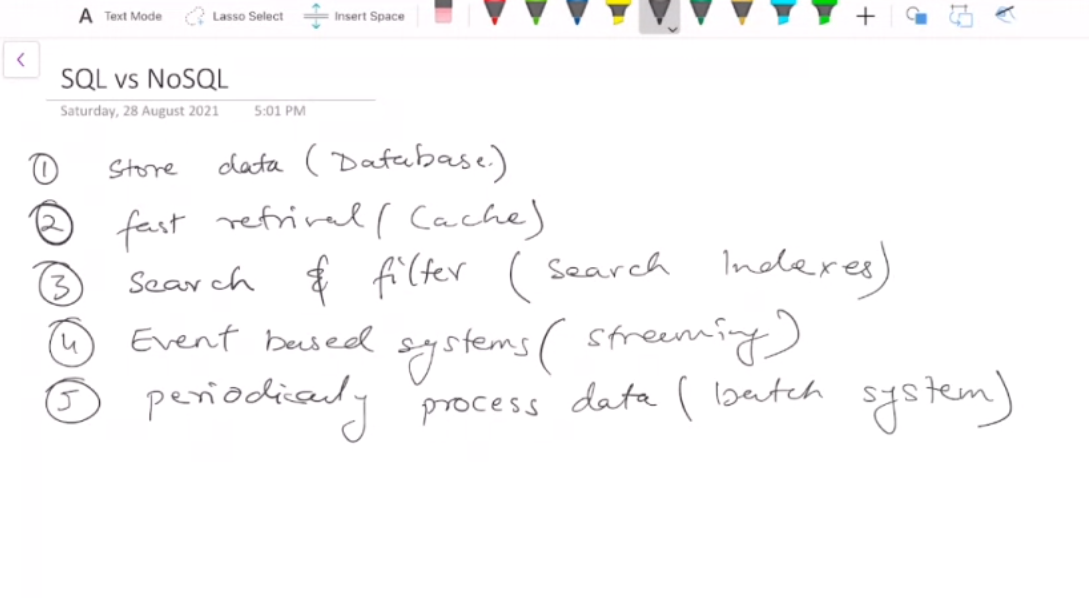 A Text Mode Lasso Select Insert Space
SQL vs NoSQL
Saturday, 28 August 2021 5:01 PM
① Store data (Database)
② fast retrival (Cache)
③ Search & filter (Search Indexes)
④ Event based systems (streaming)
⑤ periodically process data (batch system)